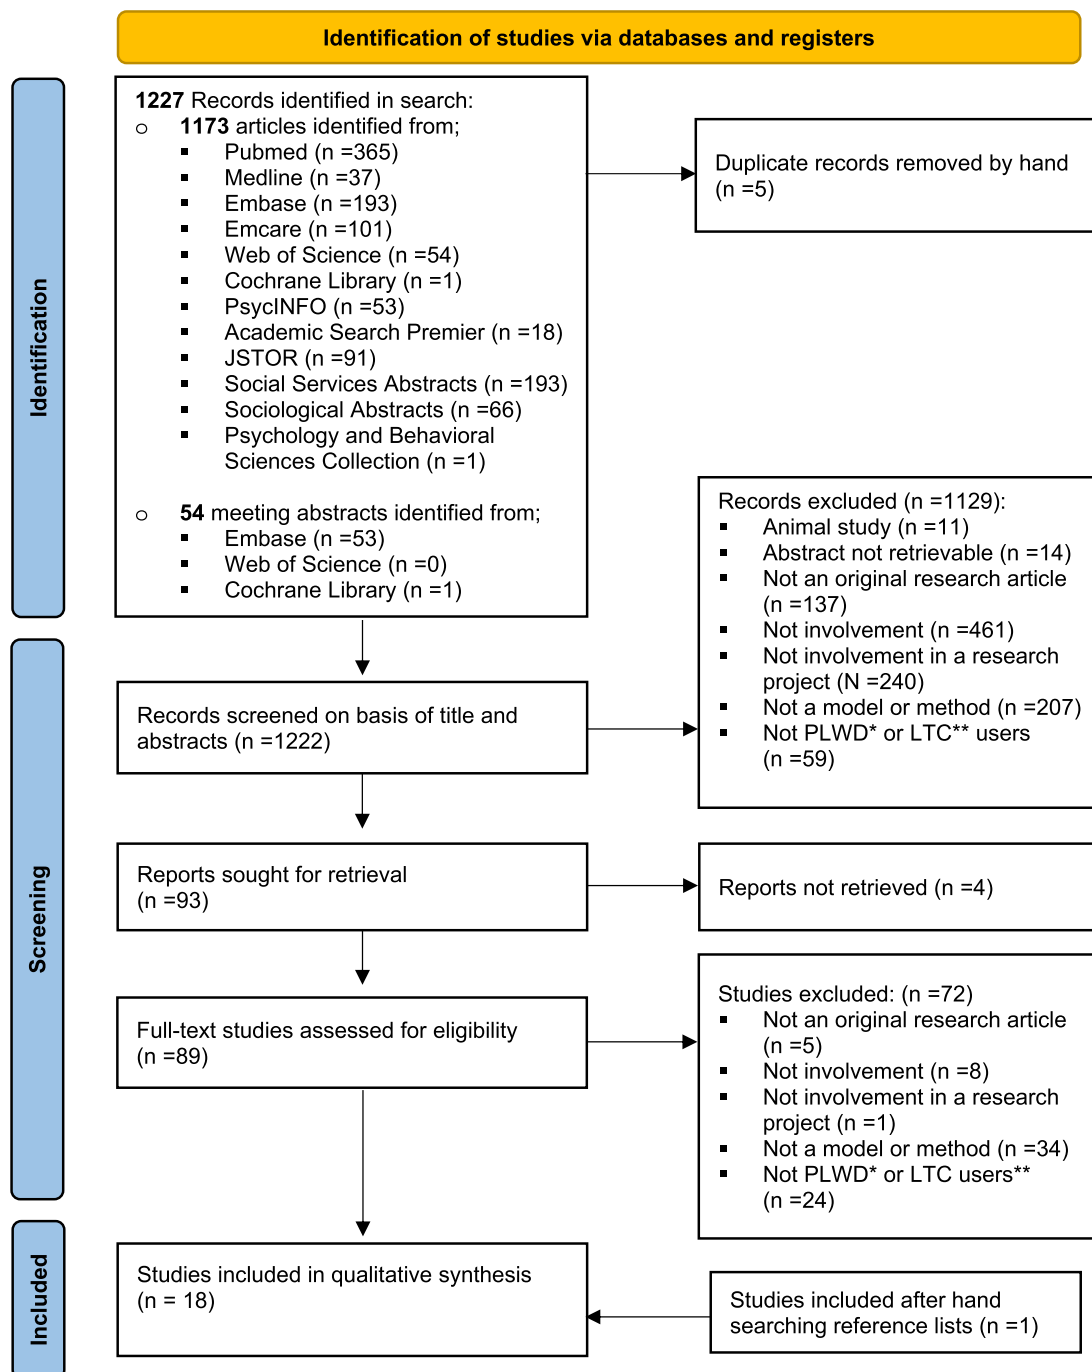 Identification of studies via databases and registers
Identification
1227 Records identified in search:
o 1173 articles identified from;
▪ Pubmed (n =365)
▪ Medline (n =37)
▪ Embase (n =193)
▪ Emcare (n =101)
▪ Web of Science (n =54)
▪ Cochrane Library (n =1)
▪ PsycINFO (n =53)
▪ Academic Search Premier (n =18)
▪ JSTOR (n =91)
▪ Social Services Abstracts (n =193)
▪ Sociological Abstracts (n =66)
▪ Psychology and Behavioral
Sciences Collection (n =1)
o 54 meeting abstracts identified from;
▪ Embase (n =53)
▪ Web of Science (n =0)
▪ Cochrane Library (n =1)
Duplicate records removed by hand
(n =5)
Screening
Records screened on basis of title and
abstracts (n =1222)
Records excluded (n =1129):
▪ Animal study (n =11)
▪ Abstract not retrievable (n =14)
▪ Not an original research article
(n =137)
▪ Not involvement (n =461)
▪ Not involvement in a research
project (N =240)
▪ Not a model or method (n =207)
▪ Not PLWD* or LTC** users
(n =59)
Reports sought for retrieval
(n =93)
Reports not retrieved (n =4)
Full-text studies assessed for eligibility
(n =89)
Studies excluded: (n =72)
▪ Not an original research article
(n =5)
▪ Not involvement (n =8)
▪ Not involvement in a research
project (n =1)
▪ Not a model or method (n =34)
▪ Not PLWD* or LTC users**
(n =24)
Included
Studies included in qualitative synthesis
(n = 18)
Studies included after hand
searching reference lists (n =1)